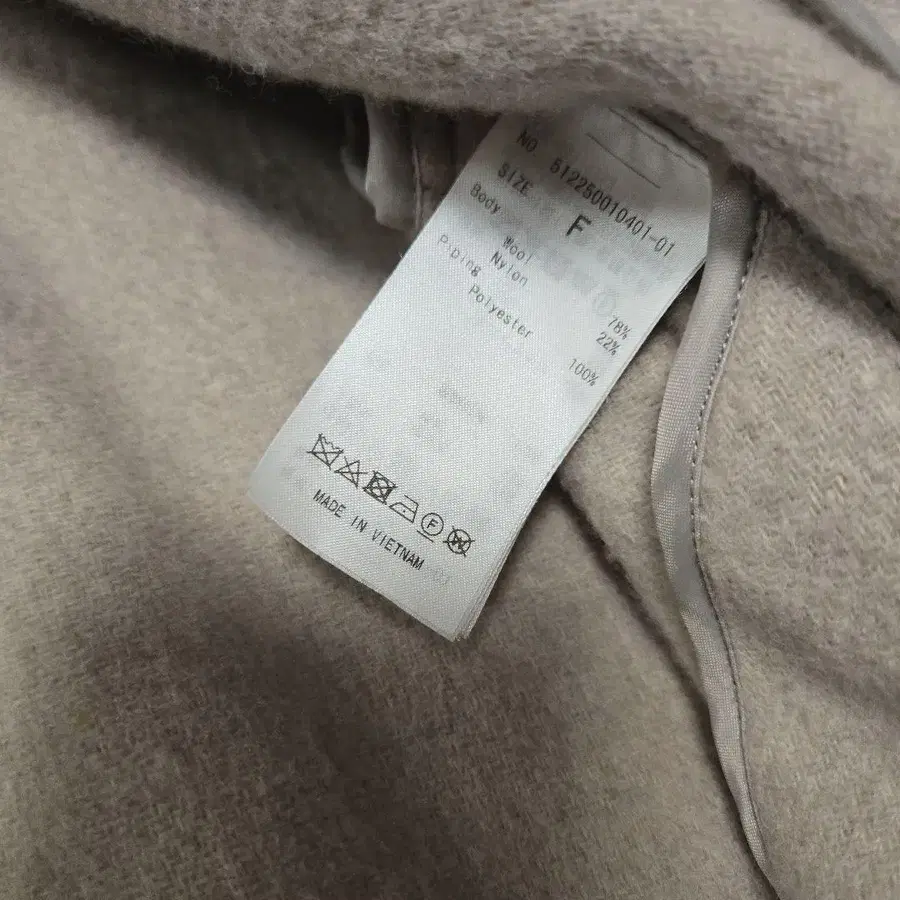 NO. 512250010401-01
SIZE F
Body
Wool 78%
Nylon 22%
Piping
Polyester 100%
F
W
MADE IN VIETNAM